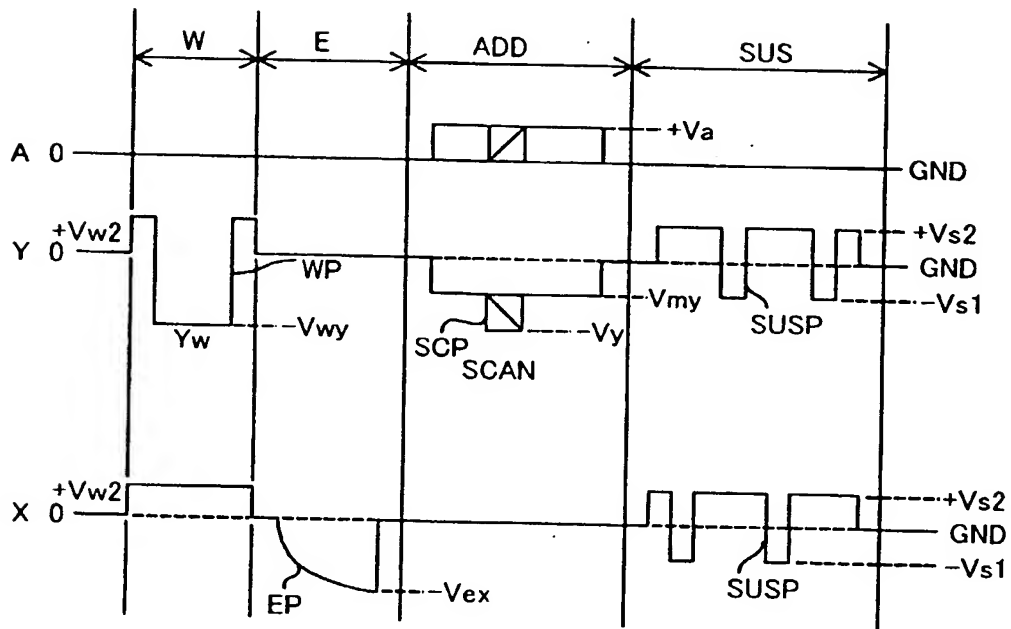 W E ADD SUS
+Va
A 0 GND
+Vw2 +Vs2
Y 0 GND
WP
Vmy
-Vs1
Yw -Vwy SCP -Vy SUSP
SCAN
+Vw2 +Vs2
X 0 GND
-Vs1
EP -Vex SUSP